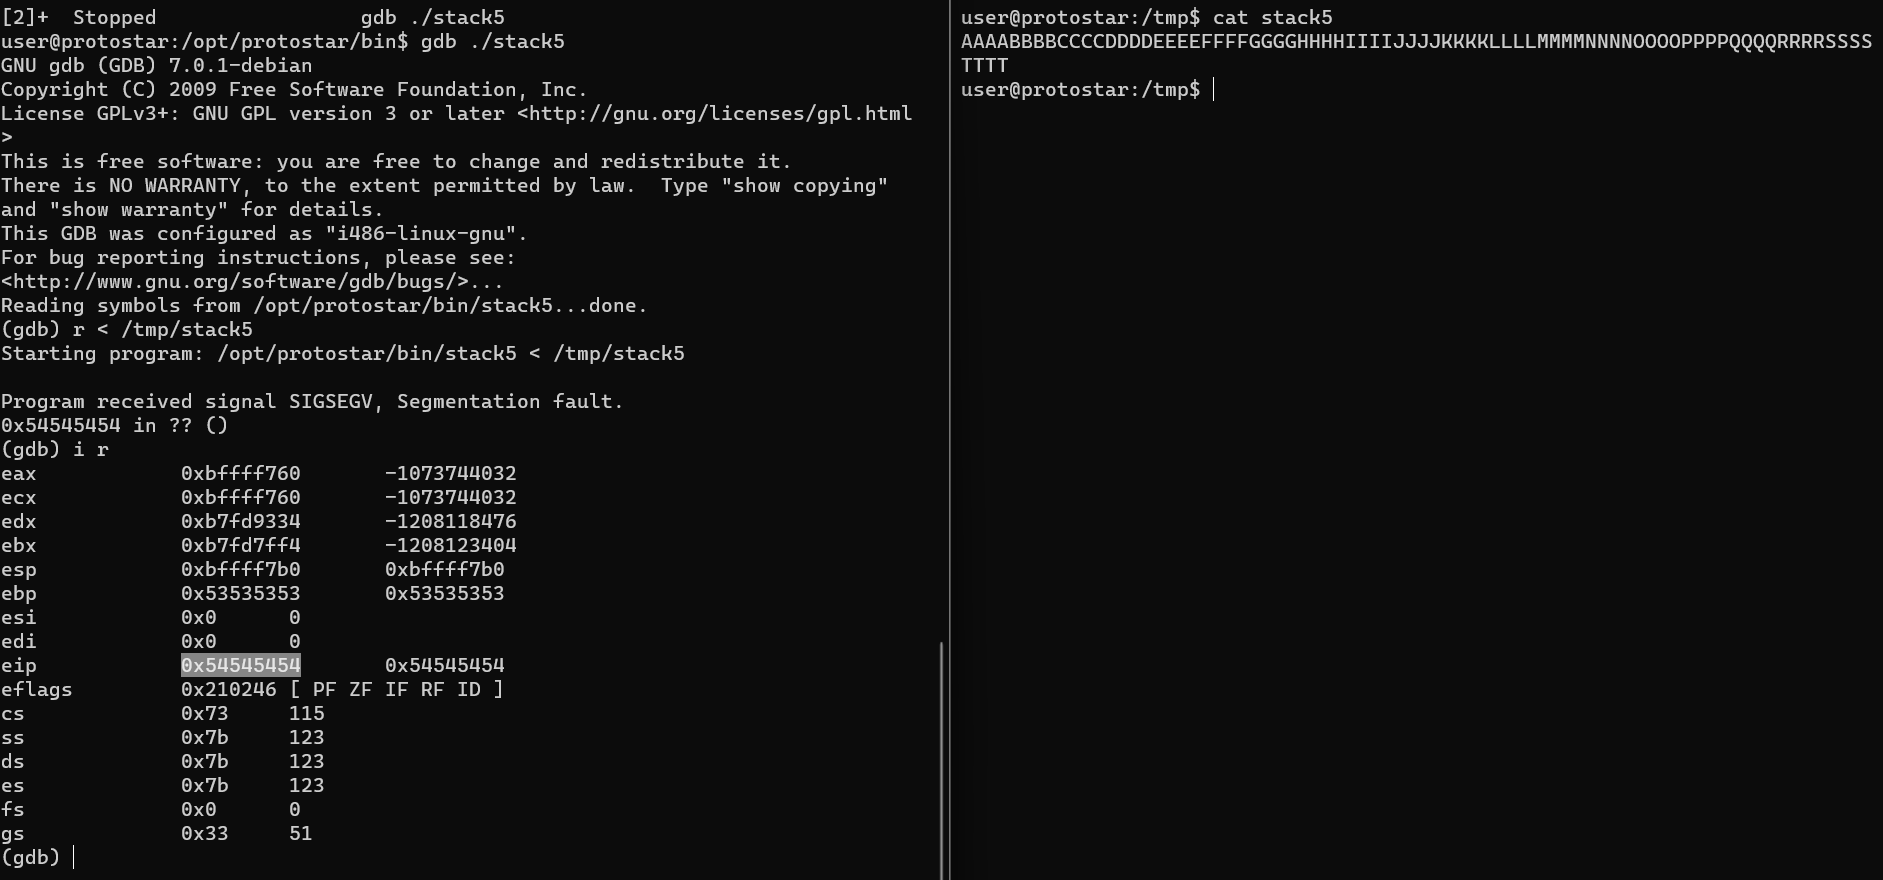 [2]+  Stopped                 gdb ./stack5
user@protostar:/opt/protostar/bin$ gdb ./stack5
GNU gdb (GDB) 7.0.1-debian
Copyright (C) 2009 Free Software Foundation, Inc.
License GPLv3+: GNU GPL version 3 or later <http://gnu.org/licenses/gpl.html
>
This is free software: you are free to change and redistribute it.
There is NO WARRANTY, to the extent permitted by law.  Type "show copying"
and "show warranty" for details.
This GDB was configured as "i486-linux-gnu".
For bug reporting instructions, please see:
<http://www.gnu.org/software/gdb/bugs/>...
Reading symbols from /opt/protostar/bin/stack5...done.
(gdb) r < /tmp/stack5
Starting program: /opt/protostar/bin/stack5 < /tmp/stack5

Program received signal SIGSEGV, Segmentation fault.
0x54545454 in ?? ()
(gdb) i r
eax            0xbffff760       -1073744032
ecx            0xbffff760       -1073744032
edx            0xb7fd9334       -1208118476
ebx            0xb7fd7ff4       -1208123404
esp            0xbffff7b0       0xbffff7b0
ebp            0x53535353       0x53535353
esi            0x0      0
edi            0x0      0
eip            0x54545454       0x54545454
eflags         0x210246 [ PF ZF IF RF ID ]
cs             0x73     115
ss             0x7b     123
ds             0x7b     123
es             0x7b     123
fs             0x0      0
gs             0x33     51
(gdb)
user@protostar:/tmp$ cat stack5
AAAABBBBCCCCDDDDEEEEFFFFGGGGHHHHIIIIJJJJKKKKLLLLMMMMNNNNOOOOPPPPQQQQRRRRSSSS
TTTT
user@protostar:/tmp$